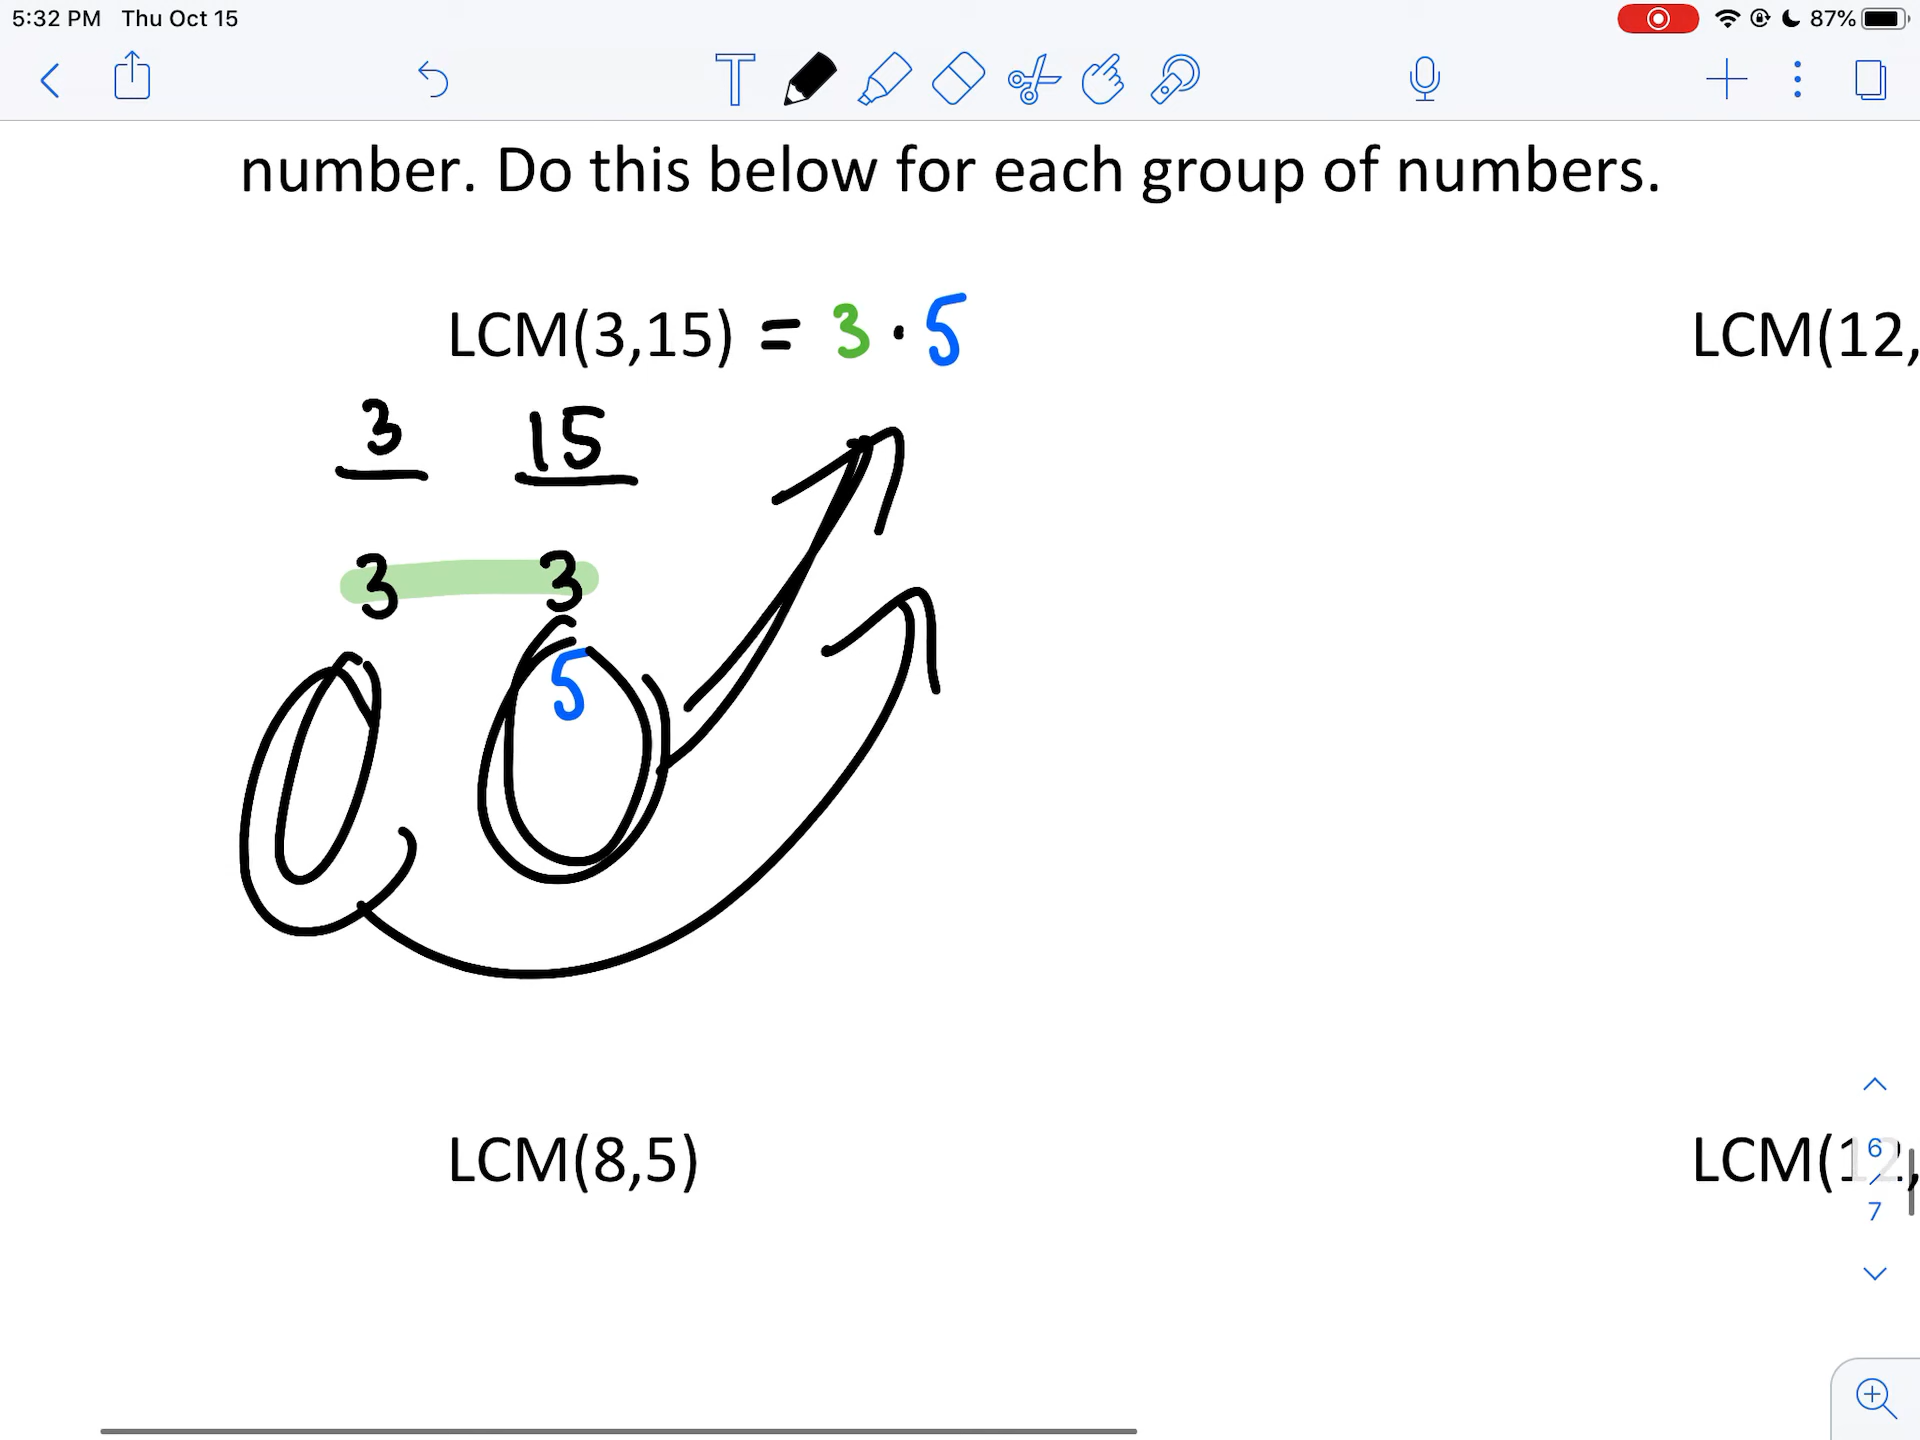 5:32 PM Thu Oct 15 87%
number. Do this below for each group of numbers.
LCM(3,15) = 3 · 5
LCM(12,
3 15
3 3
5
LCM(8,5)
LCM(12,
6
7